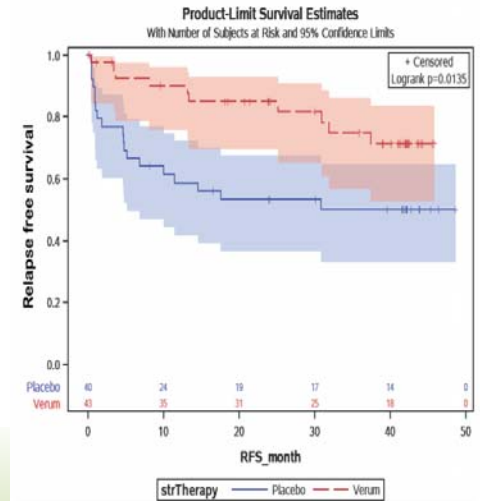 Product-Limit Survival Estimates
With Number of Subjects at Risk and 95% Confidence Limits
+ Censored
Logrank p=0.0135
1.0
0.8
0.6
0.4
0.2
0.0
Relapse free survival
Placebo 40 24 19 17 14 0
Verum 43 35 31 25 18 0
0 10 20 30 40 50
RFS_month
strTherapy Placebo Verum